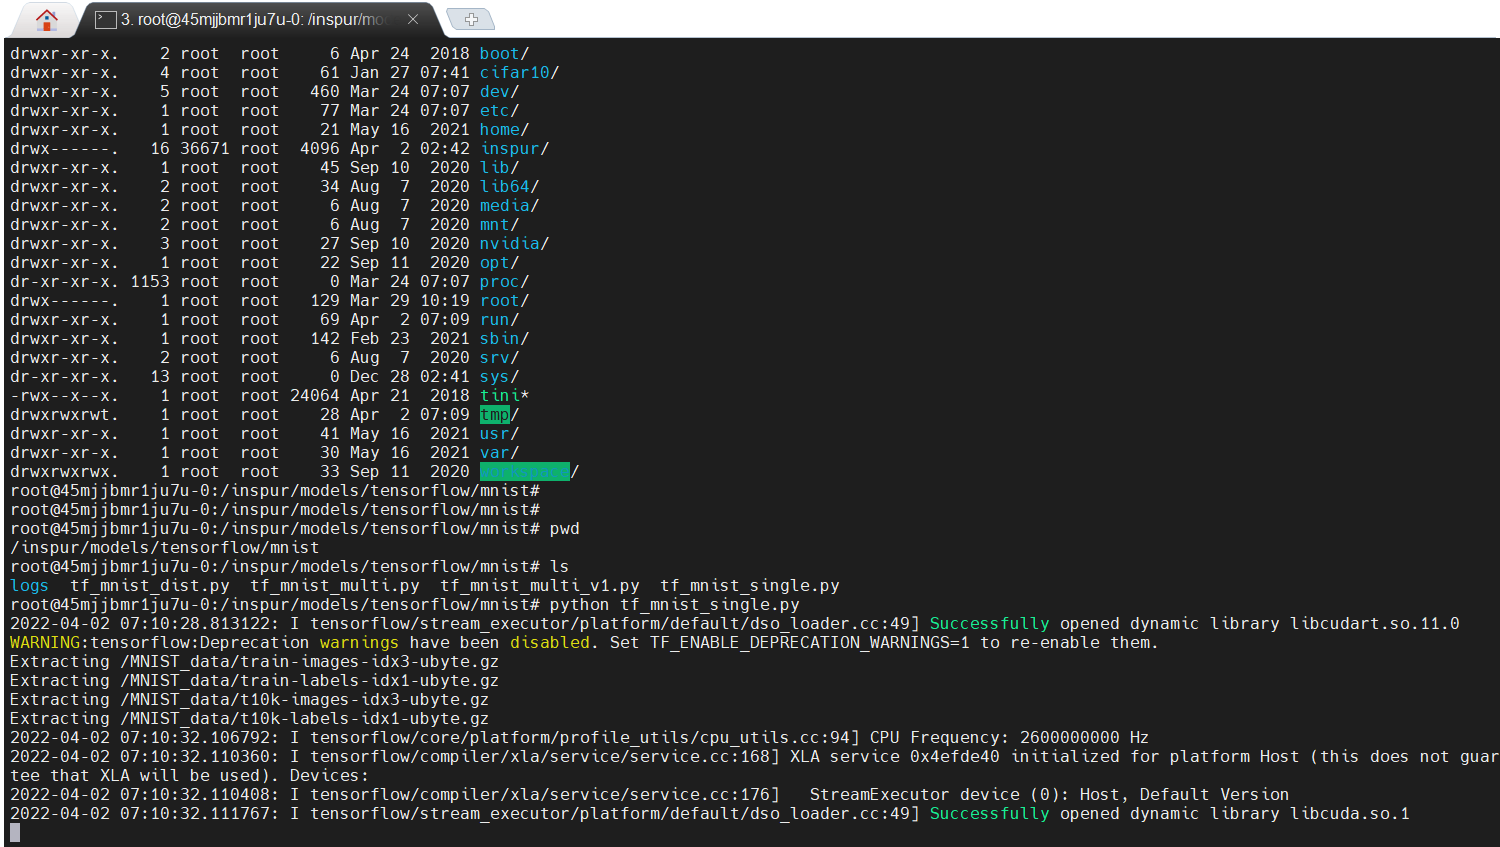 3. root@45mjjbmr1ju7u-0: /inspur/mo
drwxr-xr-x. 2 root root 6 Apr 24 2018 boot/
drwxr-xr-x. 4 root root 61 Jan 27 07:41 cifar10/
drwxr-xr-x. 5 root root 460 Mar 24 07:07 dev/
drwxr-xr-x. 1 root root 77 Mar 24 07:07 etc/
drwxr-xr-x. 1 root root 21 May 16 2021 home/
drwx------. 16 36671 root 4096 Apr 2 02:42 inspur/
drwxr-xr-x. 1 root root 45 Sep 10 2020 lib/
drwxr-xr-x. 2 root root 34 Aug 7 2020 lib64/
drwxr-xr-x. 2 root root 6 Aug 7 2020 media/
drwxr-xr-x. 2 root root 6 Aug 7 2020 mnt/
drwxr-xr-x. 3 root root 27 Sep 10 2020 nvidia/
drwxr-xr-x. 1 root root 22 Sep 11 2020 opt/
dr-xr-xr-x. 1153 root root 0 Mar 24 07:07 proc/
drwx------. 1 root root 129 Mar 29 10:19 root/
drwxr-xr-x. 1 root root 69 Apr 2 07:09 run/
drwxr-xr-x. 1 root root 142 Feb 23 2021 sbin/
drwxr-xr-x. 2 root root 6 Aug 7 2020 srv/
dr-xr-xr-x. 13 root root 0 Dec 28 02:41 sys/
-rwx--x--x. 1 root root 24064 Apr 21 2018 tini*
drwxrwxrwt. 1 root root 28 Apr 2 07:09 tmp/
drwxr-xr-x. 1 root root 41 May 16 2021 usr/
drwxr-xr-x. 1 root root 30 May 16 2021 var/
drwxrwxrwx. 1 root root 33 Sep 11 2020 workspace/
root@45mjjbmr1ju7u-0:/inspur/models/tensorflow/mnist#
root@45mjjbmr1ju7u-0:/inspur/models/tensorflow/mnist#
root@45mjjbmr1ju7u-0:/inspur/models/tensorflow/mnist# pwd
/inspur/models/tensorflow/mnist
root@45mjjbmr1ju7u-0:/inspur/models/tensorflow/mnist# ls
logs tf_mnist_dist.py tf_mnist_multi.py tf_mnist_multi_v1.py tf_mnist_single.py
root@45mjjbmr1ju7u-0:/inspur/models/tensorflow/mnist# python tf_mnist_single.py
2022-04-02 07:10:28.813122: I tensorflow/stream_executor/platform/default/dso_loader.cc:49] Successfully opened dynamic library libcudart.so.11.0
WARNING:tensorflow:Deprecation warnings have been disabled. Set TF_ENABLE_DEPRECATION_WARNINGS=1 to re-enable them.
Extracting /MNIST_data/train-images-idx3-ubyte.gz
Extracting /MNIST_data/train-labels-idx1-ubyte.gz
Extracting /MNIST_data/t10k-images-idx3-ubyte.gz
Extracting /MNIST_data/t10k-labels-idx1-ubyte.gz
2022-04-02 07:10:32.106792: I tensorflow/core/platform/profile_utils/cpu_utils.cc:94] CPU Frequency: 2600000000 Hz
2022-04-02 07:10:32.110360: I tensorflow/compiler/xla/service/service.cc:168] XLA service 0x4efde40 initialized for platform Host (this does not guar
tee that XLA will be used). Devices:
2022-04-02 07:10:32.110408: I tensorflow/compiler/xla/service/service.cc:176] StreamExecutor device (0): Host, Default Version
2022-04-02 07:10:32.111767: I tensorflow/stream_executor/platform/default/dso_loader.cc:49] Successfully opened dynamic library libcuda.so.1